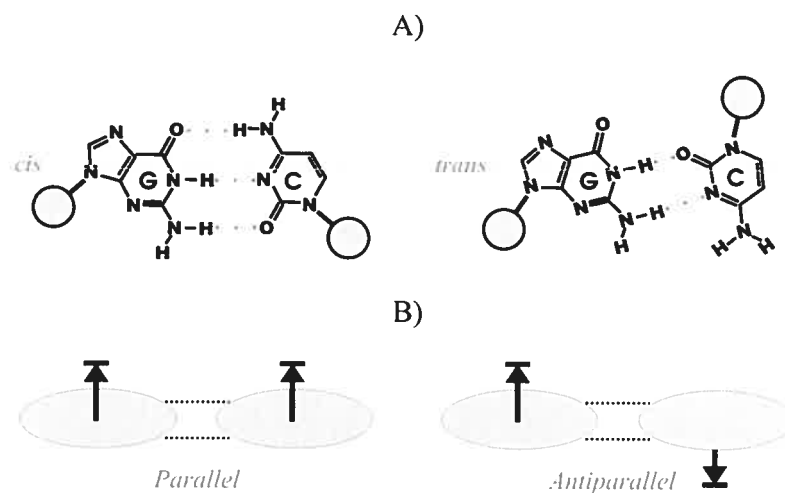 A)
cis
H
N O H-N
N G N-H N C
N N-H O N
H
trans
O
N N
N-H O C
N G N
N N-H
H H N H
B)
Parallel
Antiparallel